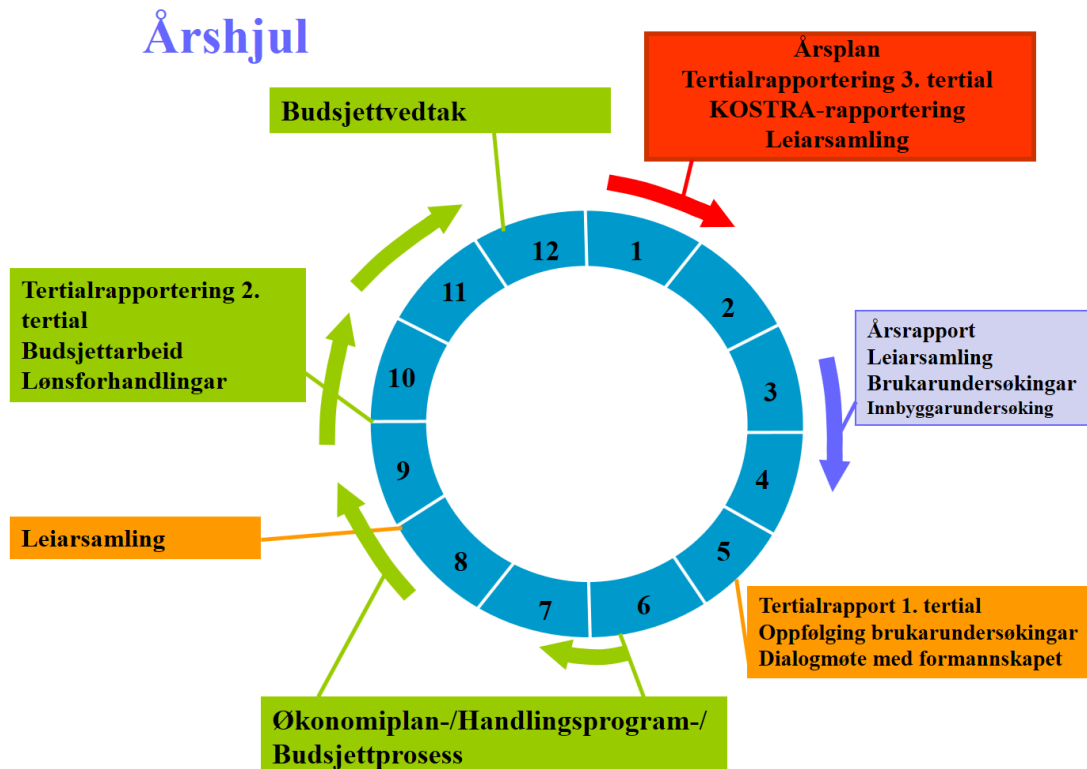 Årshjul
Årsplan
Tertialrapportering 3. tertial
KOSTRA-rapportering
Leiarsamling
Budsjettvedtak
12
1
11
2
Tertialrapportering 2.
tertial
Budsjettarbeid
Lønsforhandlingar
10
3
Årsrapport
Leiarsamling
Brukarundersøkingar
Innbyggarundersøking
9
4
Leiarsamling
8
5
7
6
Tertialrapport 1. tertial
Oppfølging brukarundersøkingar
Dialogmøte med formannskapet
Økonomiplan-/Handlingsprogram-/
Budsjettprosess